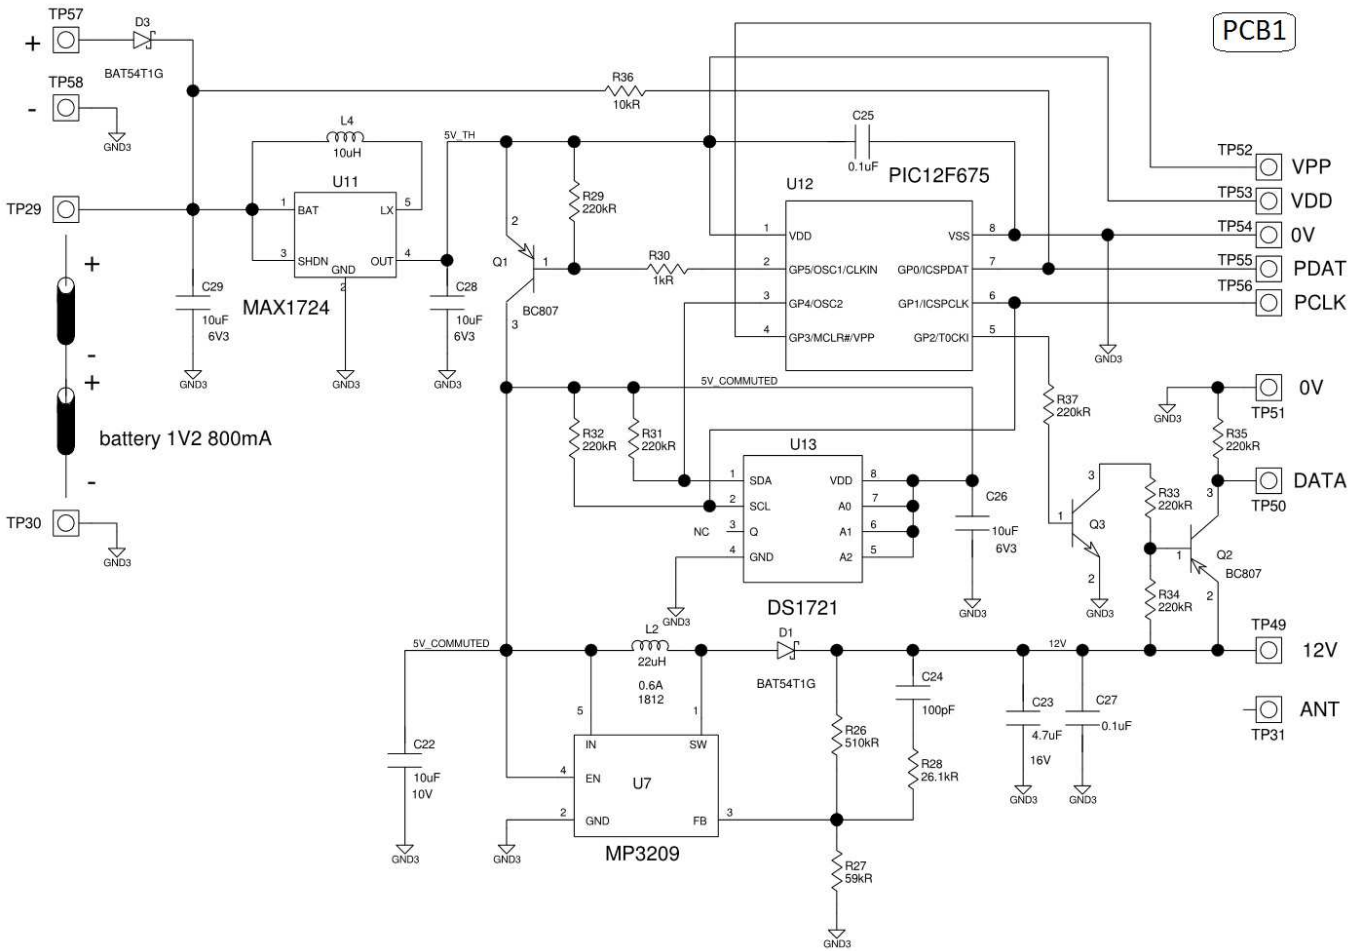 PCB1
TP57
D3
+
BAT54T1G
TP58
-
GND3
R36
10kR
L4
10uH
5V_TH
C25
0.1uF
TP29
U11
1 BAT LX 5
3 SHDN OUT 4
GND
2
MAX1724
C29
10uF
6V3
GND3
GND3
C28
10uF
6V3
GND3
R29
220kR
2
Q1
1
BC807
3
R30
1kR
U12
PIC12F675
1 VDD VSS 8
2 GP5/OSC1/CLKIN GP0/ICSPDAT 7
3 GP4/OSC2 GP1/ICSPCLK 6
4 GP3/MCLR#/VPP GP2/T0CKI 5
TP52 VPP
TP53 VDD
TP54 0V
TP55 PDAT
TP56 PCLK
GND3
+
-
+
battery 1V2 800mA
-
TP30
GND3
5V_COMMUTED
R32
220kR
R31
220kR
U13
1 SDA VDD 8
2 SCL A0 7
NC 3 Q A1 6
4 GND A2 5
GND3
DS1721
C26
10uF
6V3
GND3
R37
220kR
0V
TP51
GND3
R35
220kR
DATA
TP50
3
1
Q3
2
GND3
R33
220kR
3
1
Q2
BC807
2
R34
220kR
TP49
12V
ANT
TP31
5V_COMMUTED
L2
22uH
0.6A
1812
D1
BAT54T1G
12V
C22
10uF
10V
GND3
5
IN
1
SW
4 EN
U7
2 GND FB 3
MP3209
GND3
R26
510kR
C24
100pF
R28
26.1kR
R27
59kR
GND3
C23
4.7uF
16V
GND3
C27
0.1uF
GND3